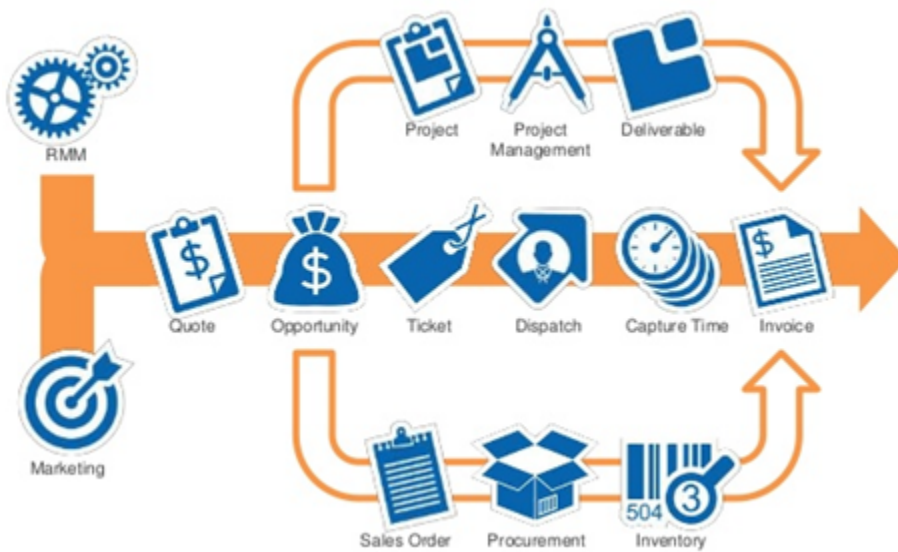 Project
Project
Management
Deliverable
RMM
$
$
$
Quote
Opportunity
Ticket
Dispatch
Capture Time
Invoice
Marketing
504
3
Sales Order
Procurement
Inventory